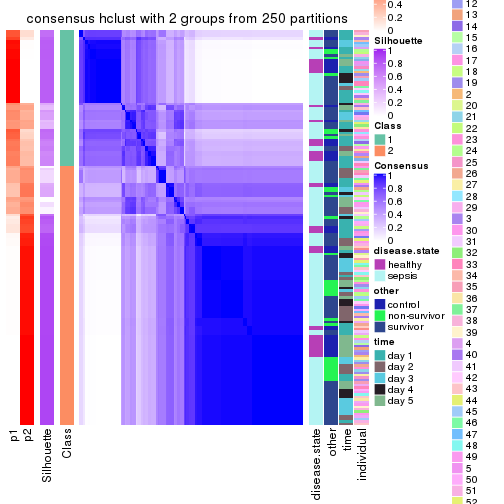 consensus hclust with 2 groups from 250 partitions
p1
p2
Silhouette
Class
disease.state
other
time
individual
0.4
0.2
0
Silhouette
1
0.8
0.6
0.4
0.2
0
Class
1
2
Consensus
1
0.8
0.6
0.4
0.2
0
disease.state
healthy
sepsis
other
control
non-survivor
survivor
time
day 1
day 2
day 3
day 4
day 5
12
13
14
15
16
17
18
19
2
20
21
22
23
24
25
26
27
28
29
3
30
31
32
33
34
35
36
37
38
39
4
40
41
42
43
44
45
46
47
48
49
5
50
51
52